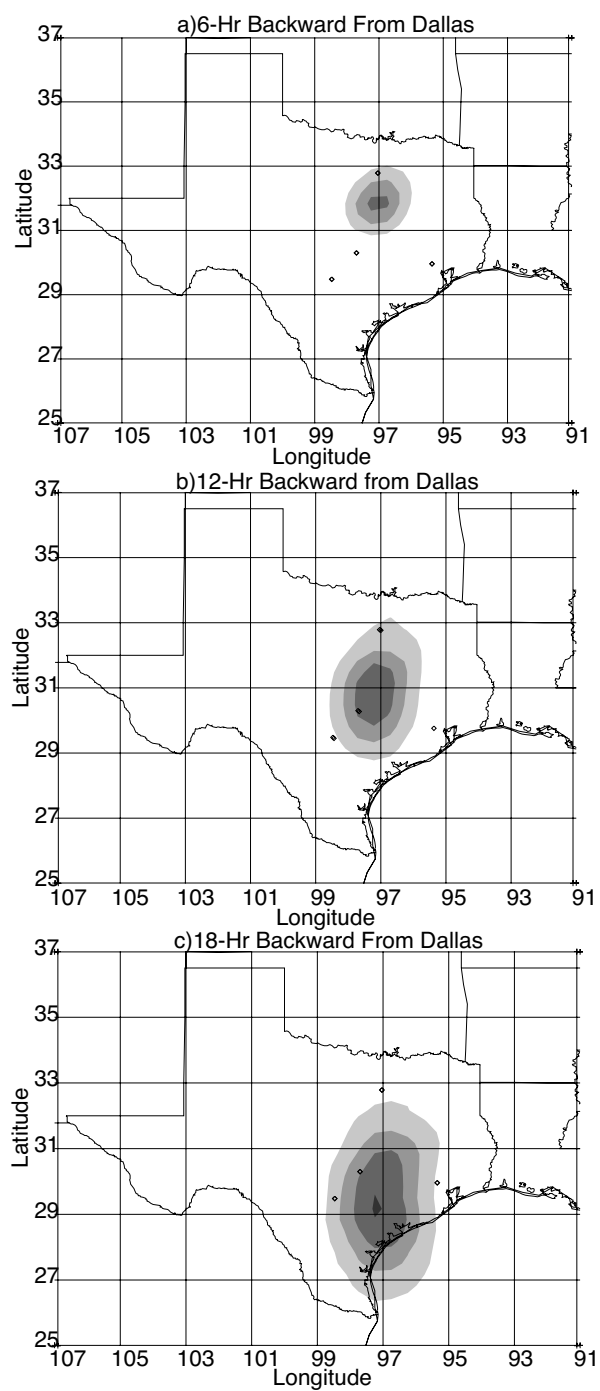 a)6-Hr Backward From Dallas
37
35
33
31
29
27
25
Latitude
107 105 103 101 99 97 95 93 91
Longitude
b)12-Hr Backward from Dallas
37
35
33
31
29
27
25
Latitude
107 105 103 101 99 97 95 93 91
Longitude
c)18-Hr Backward From Dallas
37
35
33
31
29
27
25
Latitude
107 105 103 101 99 97 95 93 91
Longitude